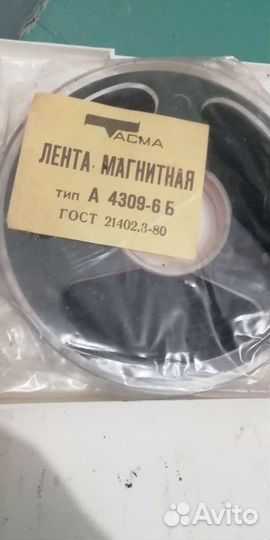 ТАСМА
ЛЕНТА МАГНИТНАЯ
тип А 4309-6 Б
ГОСТ 21402.3-80
Avito